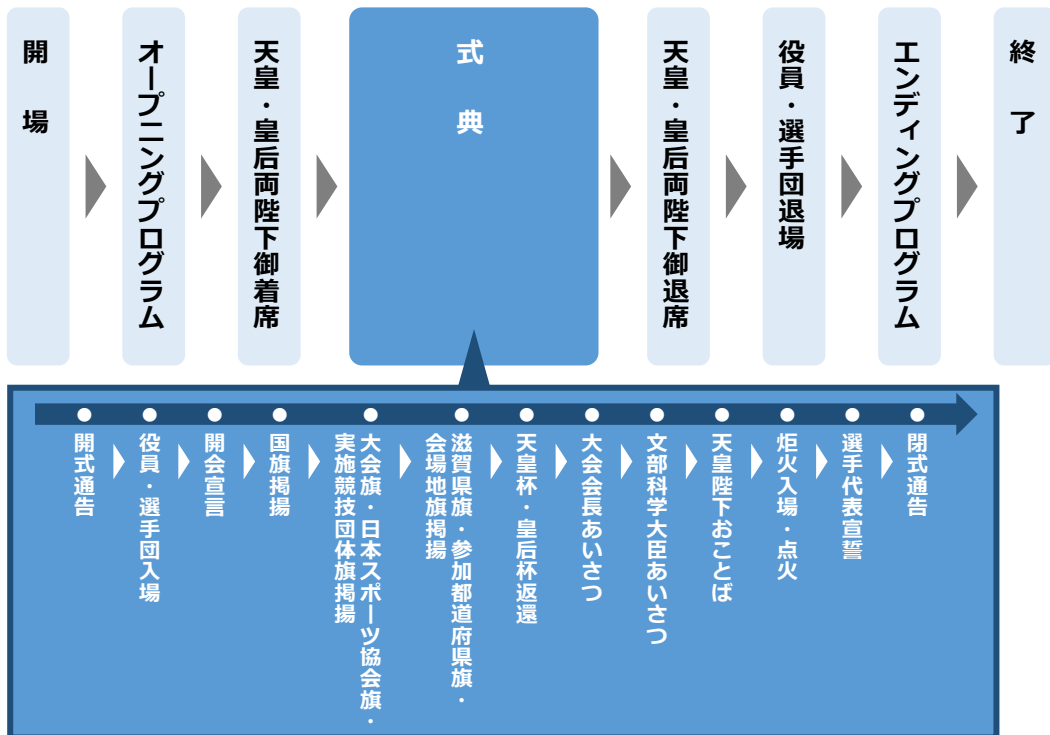 開場
オープニングプログラム
天皇・皇后両陛下御着席
式典
天皇・皇后両陛下御退席
役員・選手団退場
エンディングプログラム
終了
開式通告
役員・選手団入場
開会宣言
国旗掲揚
大会旗・日本スポーツ協会旗・
実施競技団体旗掲揚
滋賀県旗・参加都道府県旗・
会場地旗掲揚
天皇杯・皇后杯返還
大会会長あいさつ
文部科学大臣あいさつ
天皇陛下おことば
炬火入場・点火
選手代表宣誓
閉式通告